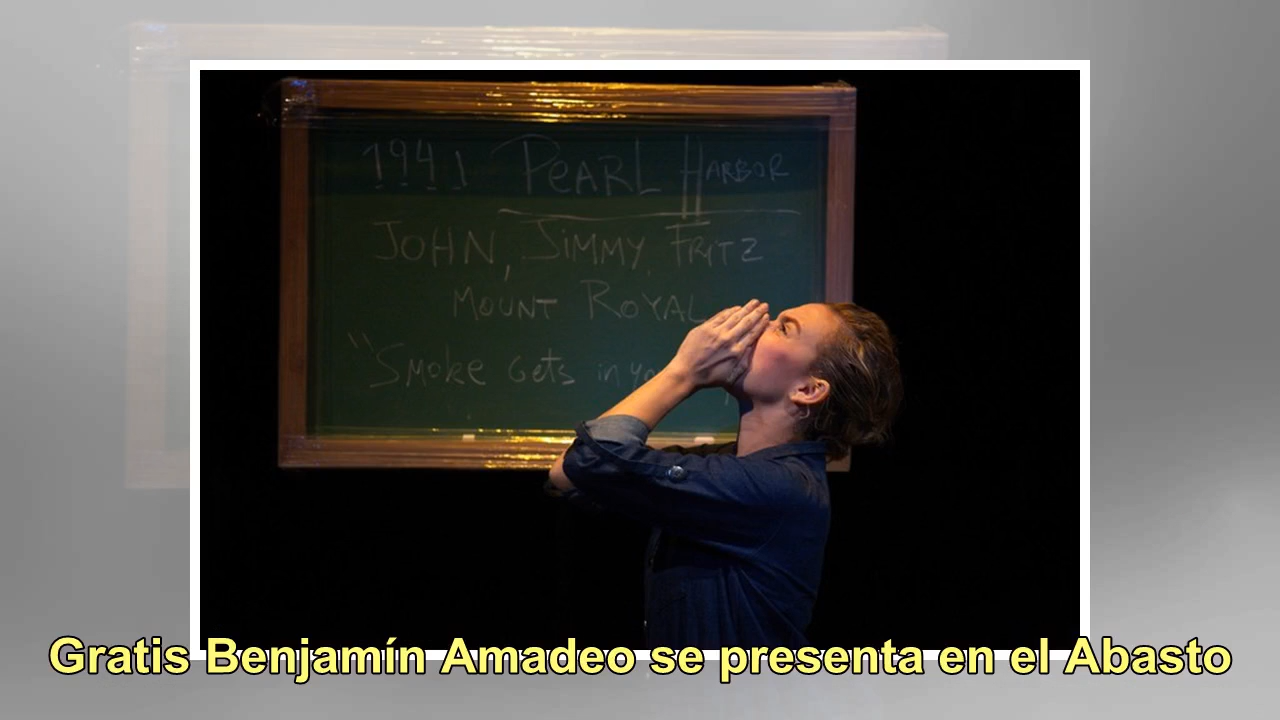 1941 PEARL HARBOR
JOHN, JIMMY, FRITZ
MOUNT ROYAL
"Smoke Gets in
Gratis Benjamín Amadeo se presenta en el Abasto